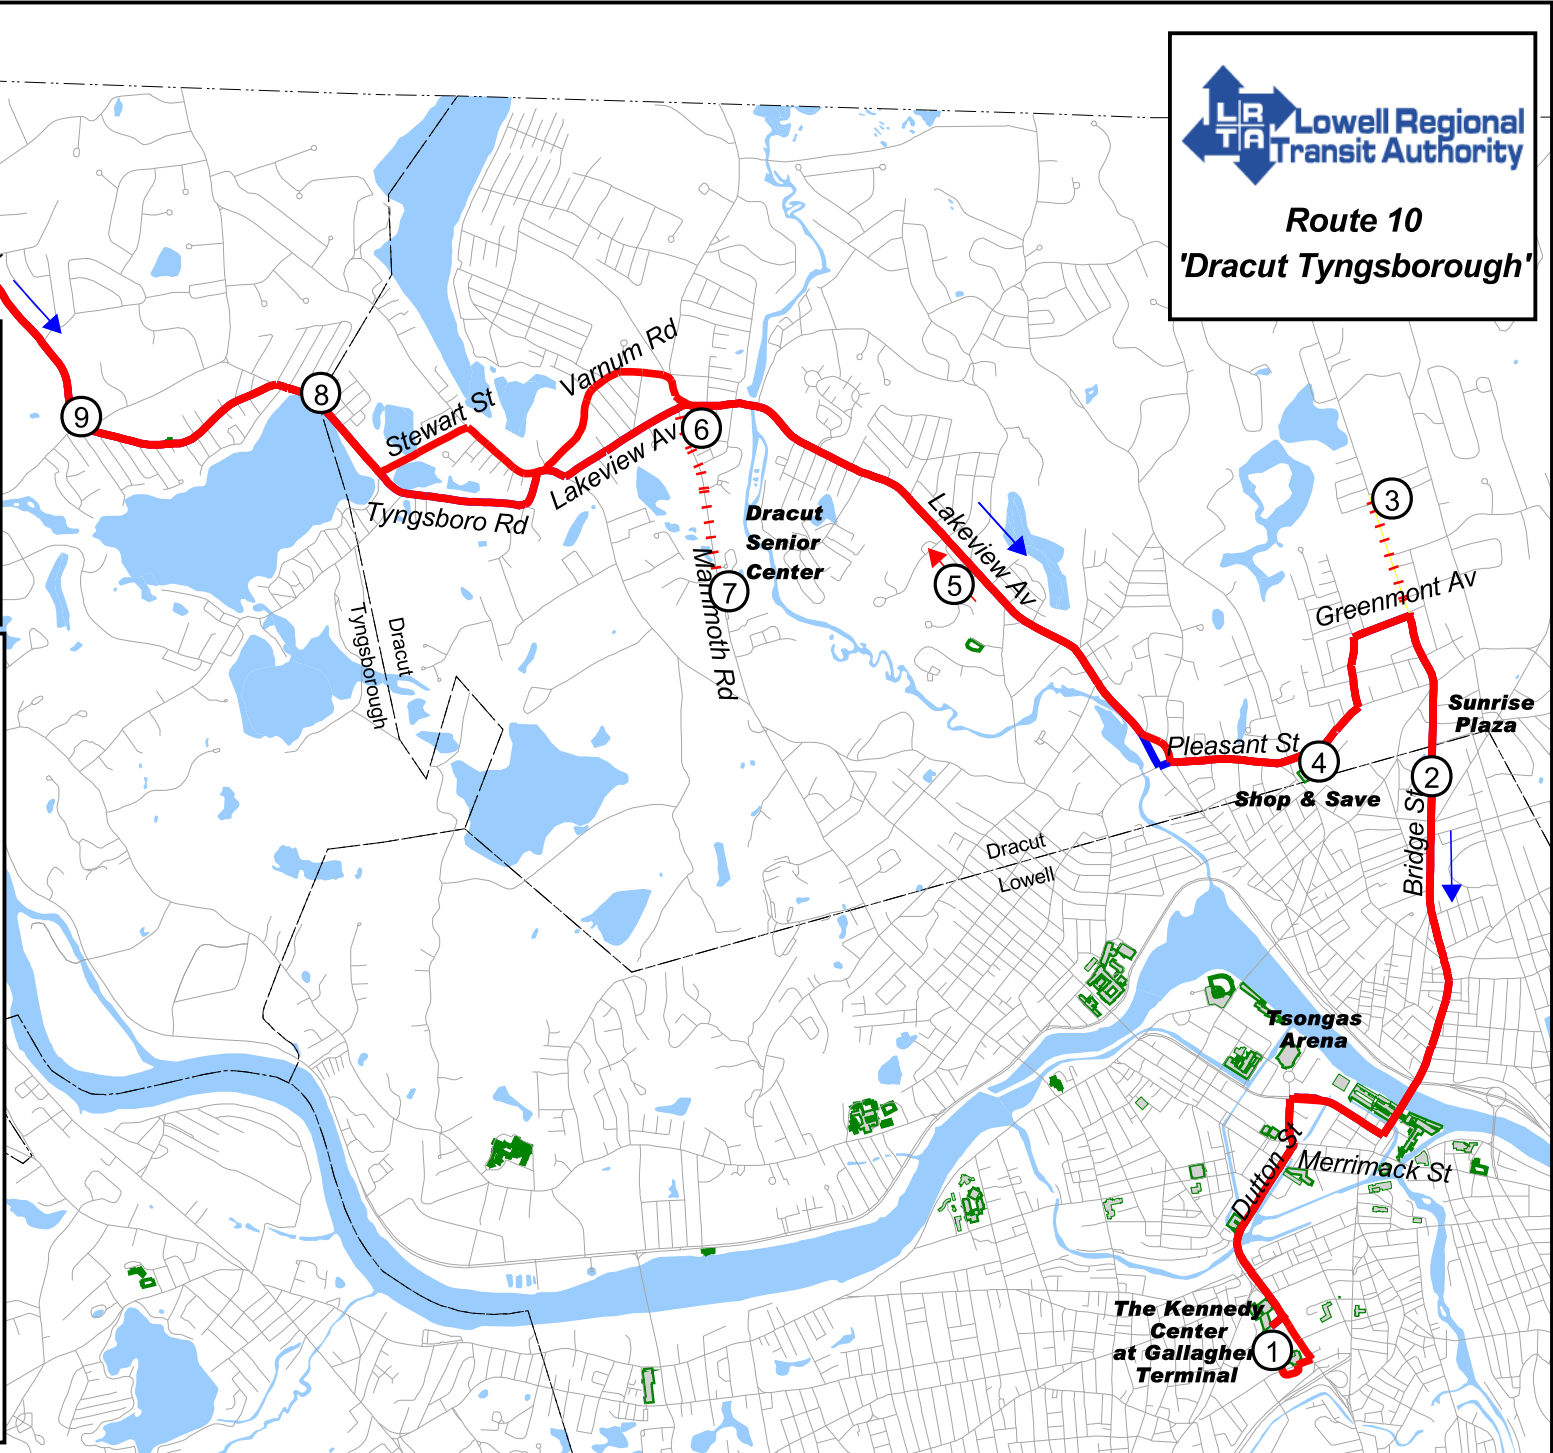 L R
T A
Lowell Regional
Transit Authority
Route 10
'Dracut Tyngsborough'
Varnum Rd
8
Stewart St
9
6
Lakeview Av
Tyngsboro Rd
Lakeview Av
3
Dracut
Senior
Center
5
7
Mammoth Rd
Greenmont Av
Dracut
Tyngsborough
Sunrise
Plaza
Pleasant St
4
2
Shop & Save
Bridge St
Dracut
Lowell
Tsongas
Arena
Dutton St
Merrimack St
The Kennedy
Center
at Gallagher
Terminal
1